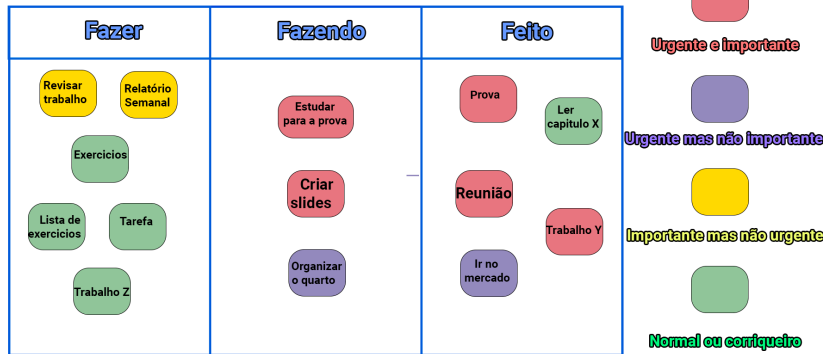 Fazer
Fazendo
Feito
Revisar
trabalho
Relatório
Semanal
Exercicios
Lista de
exercicios
Tarefa
Trabalho Z
Estudar
para a prova
Criar
slides
Organizar
o quarto
Prova
Ler
capitulo X
Reunião
Trabalho Y
Ir no
mercado
Urgente e importante
Urgente mas não importante
Importante mas não urgente
Normal ou corriqueiro